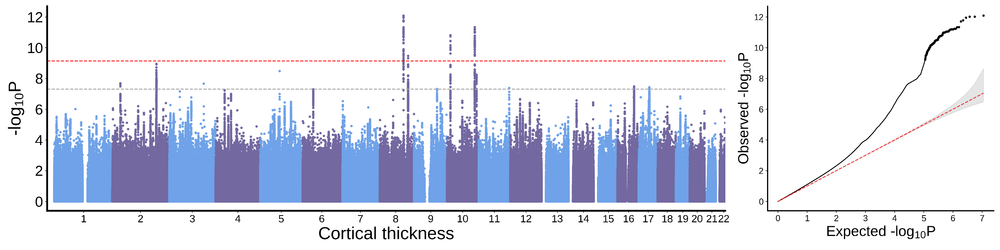 -log10P
12
10
8
6
4
2
0
1 2 3 4 5 6 7 8 9 10 11 12 13 14 15 16 17 18 19 20 21 22
Cortical thickness
Observed -log10P
12
10
8
6
4
2
0
0 1 2 3 4 5 6 7
Expected -log10P